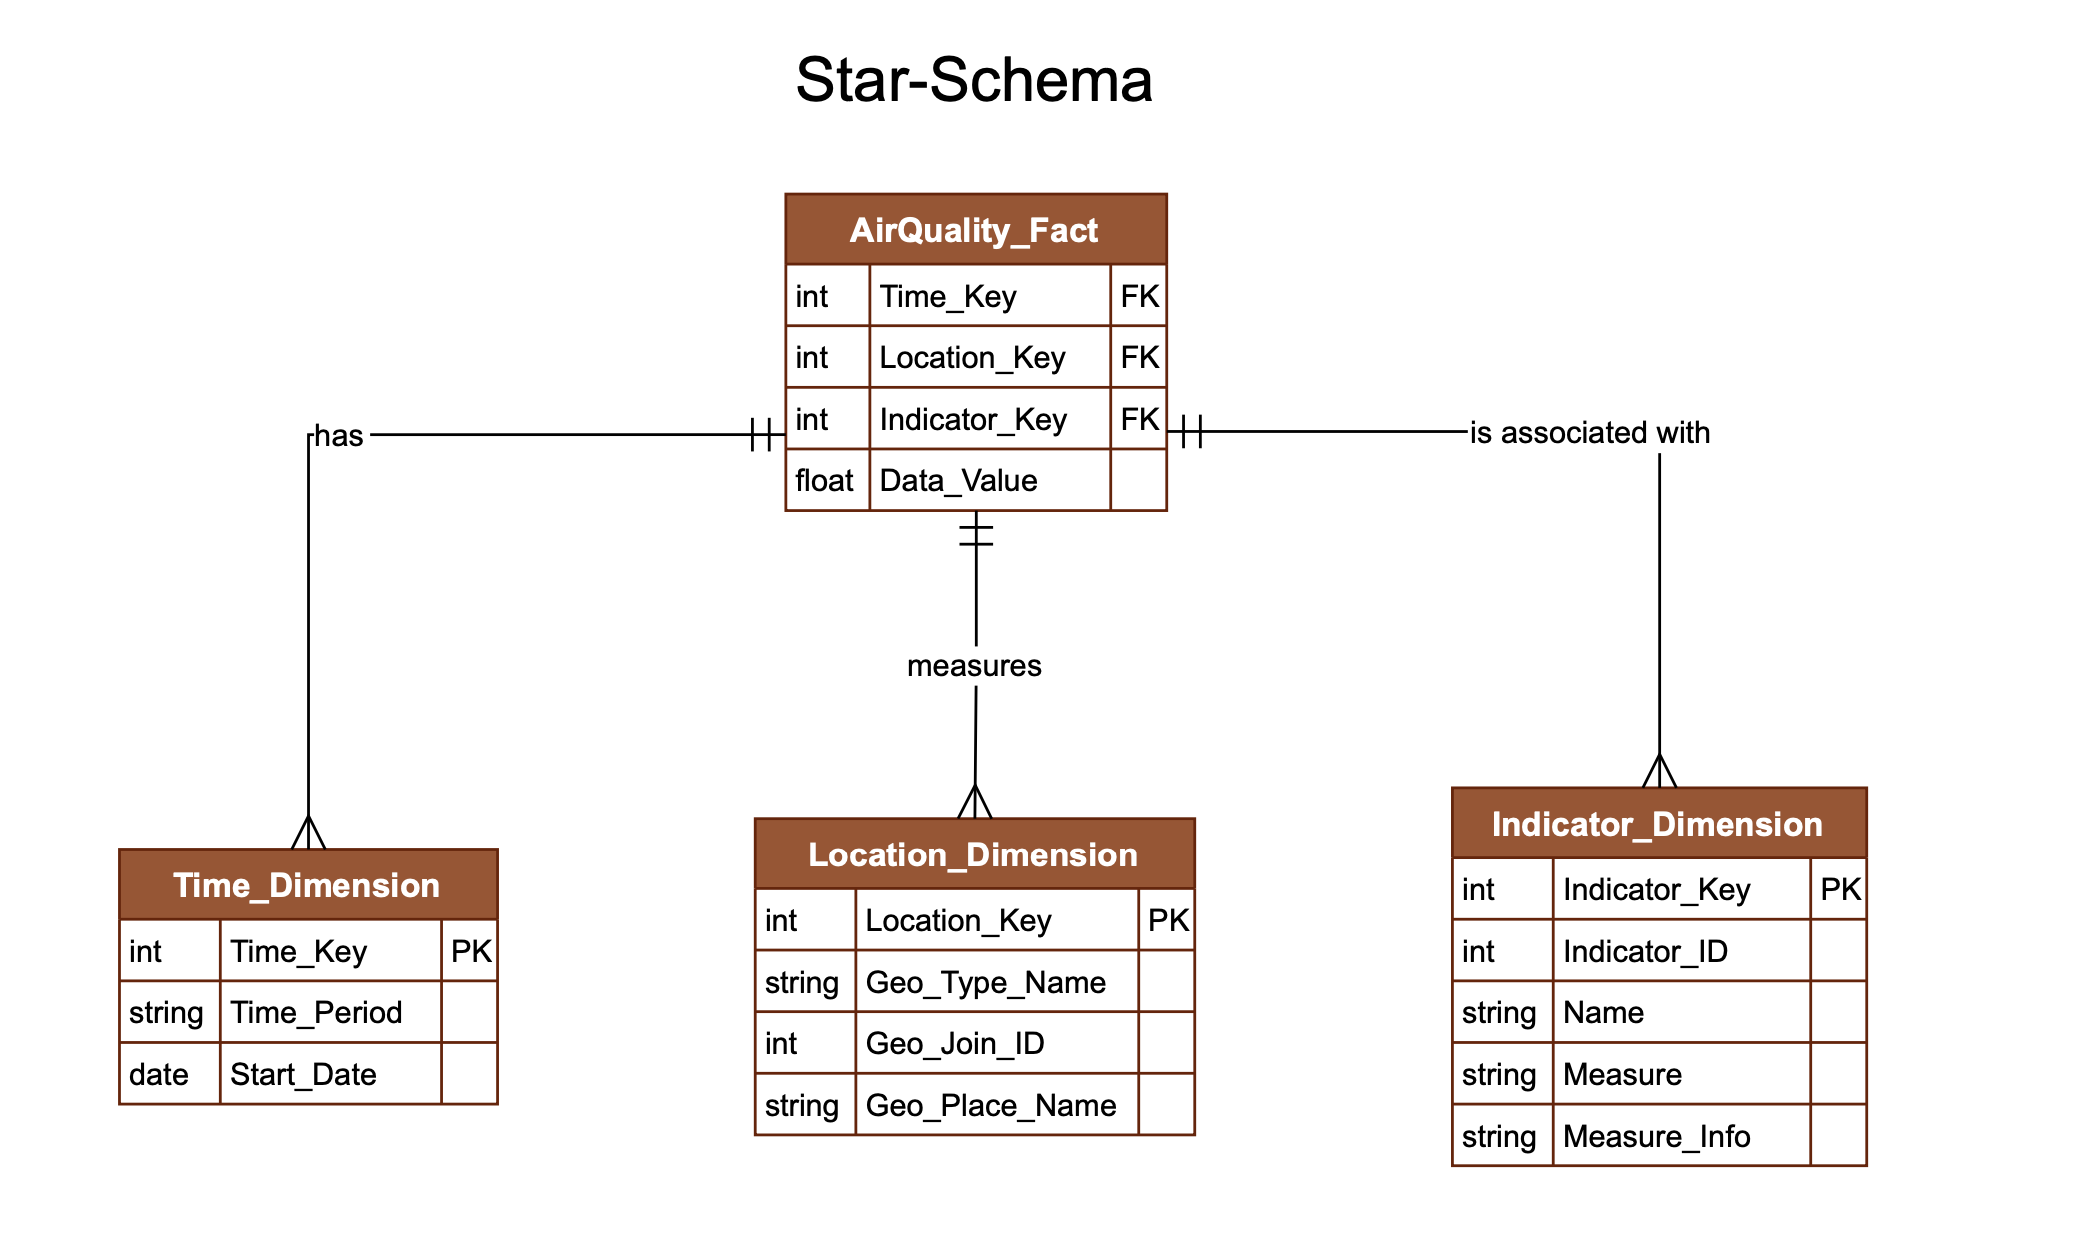 Star-Schema
AirQuality_Fact
int Time_Key FK
int Location_Key FK
int Indicator_Key FK
float Data_Value
has
is associated with
measures
Time_Dimension
int Time_Key PK
string Time_Period
date Start_Date
Location_Dimension
int Location_Key PK
string Geo_Type_Name
int Geo_Join_ID
string Geo_Place_Name
Indicator_Dimension
int Indicator_Key PK
int Indicator_ID
string Name
string Measure
string Measure_Info